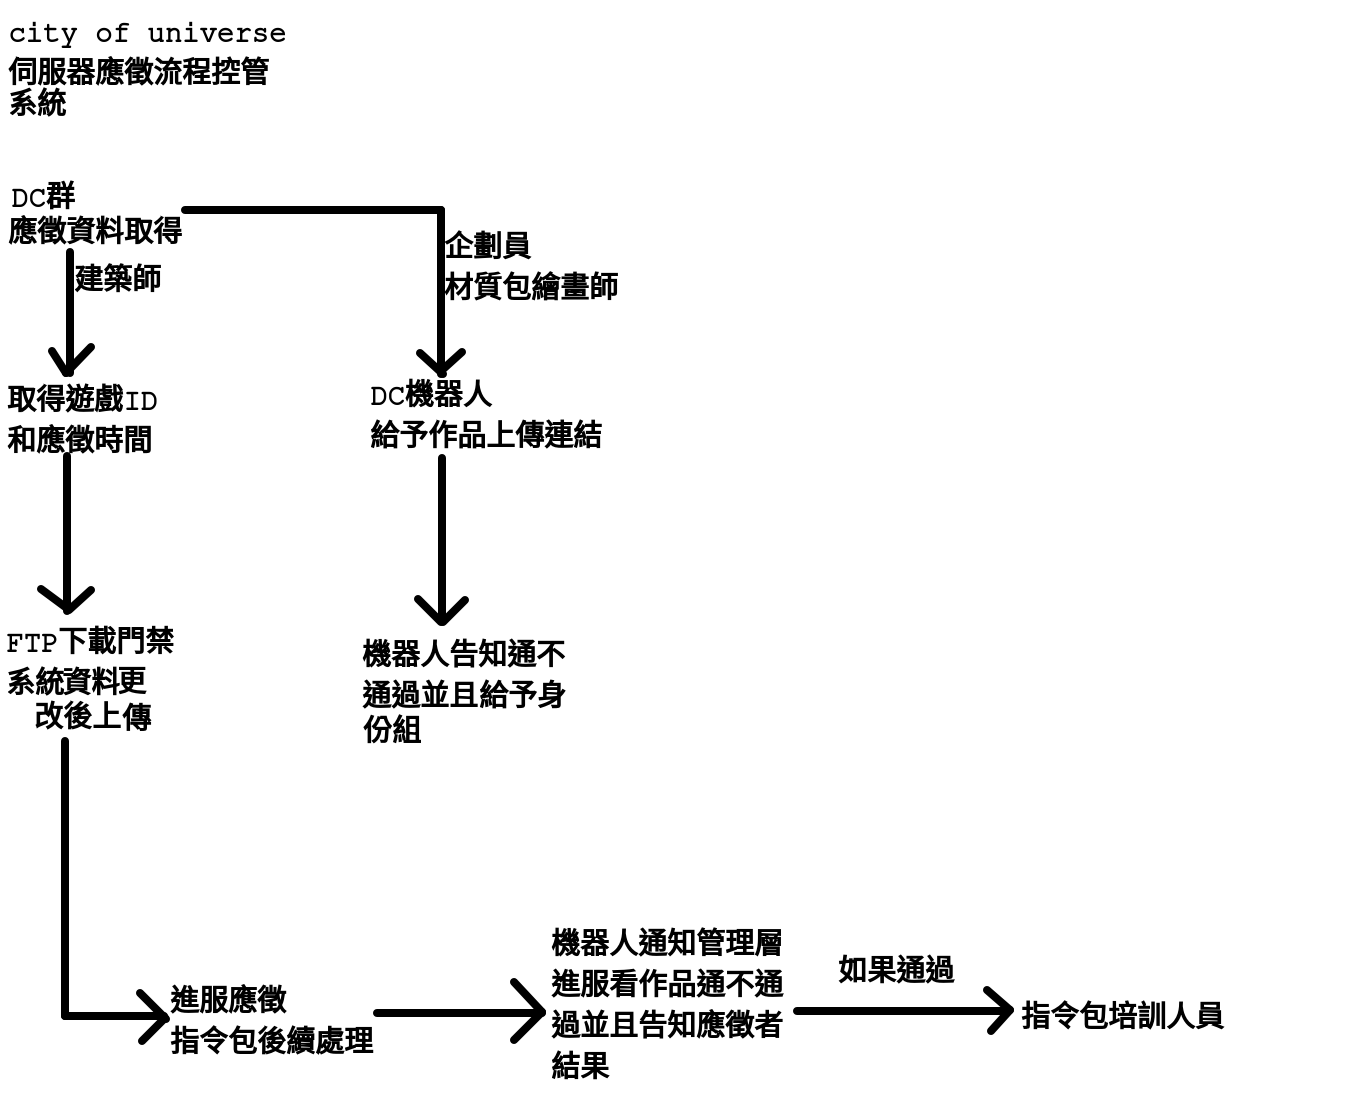 city of universe
伺服器應徵流程控管
系統
DC群
應徵資料取得
建築師
企劃員
材質包繪畫師
取得遊戲ID
和應徵時間
DC機器人
給予作品上傳連結
FTP下載門禁
系統資料更
改後上傳
機器人告知通不
通過並且給予身
份組
進服應徵
指令包後續處理
機器人通知管理層
進服看作品通不通
過並且告知應徵者
結果
如果通過
指令包培訓人員